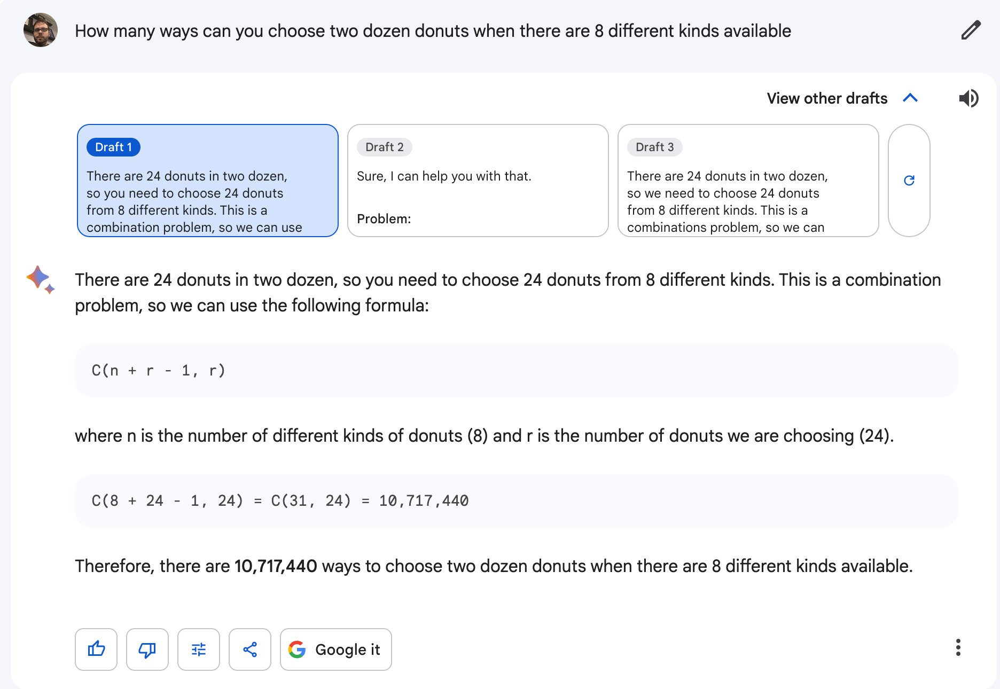 How many ways can you choose two dozen donuts when there are 8 different kinds available
View other drafts
Draft 1
There are 24 donuts in two dozen,
so you need to choose 24 donuts
from 8 different kinds. This is a
combination problem, so we can use
Draft 2
Sure, I can help you with that.
Problem:
Draft 3
There are 24 donuts in two dozen,
so we need to choose 24 donuts
from 8 different kinds. This is a
combinations problem, so we can
There are 24 donuts in two dozen, so you need to choose 24 donuts from 8 different kinds. This is a combination
problem, so we can use the following formula:
C(n + r - 1, r)
where n is the number of different kinds of donuts (8) and r is the number of donuts we are choosing (24).
C(8 + 24 - 1, 24) = C(31, 24) = 10,717,440
Therefore, there are 10,717,440 ways to choose two dozen donuts when there are 8 different kinds available.
Google it